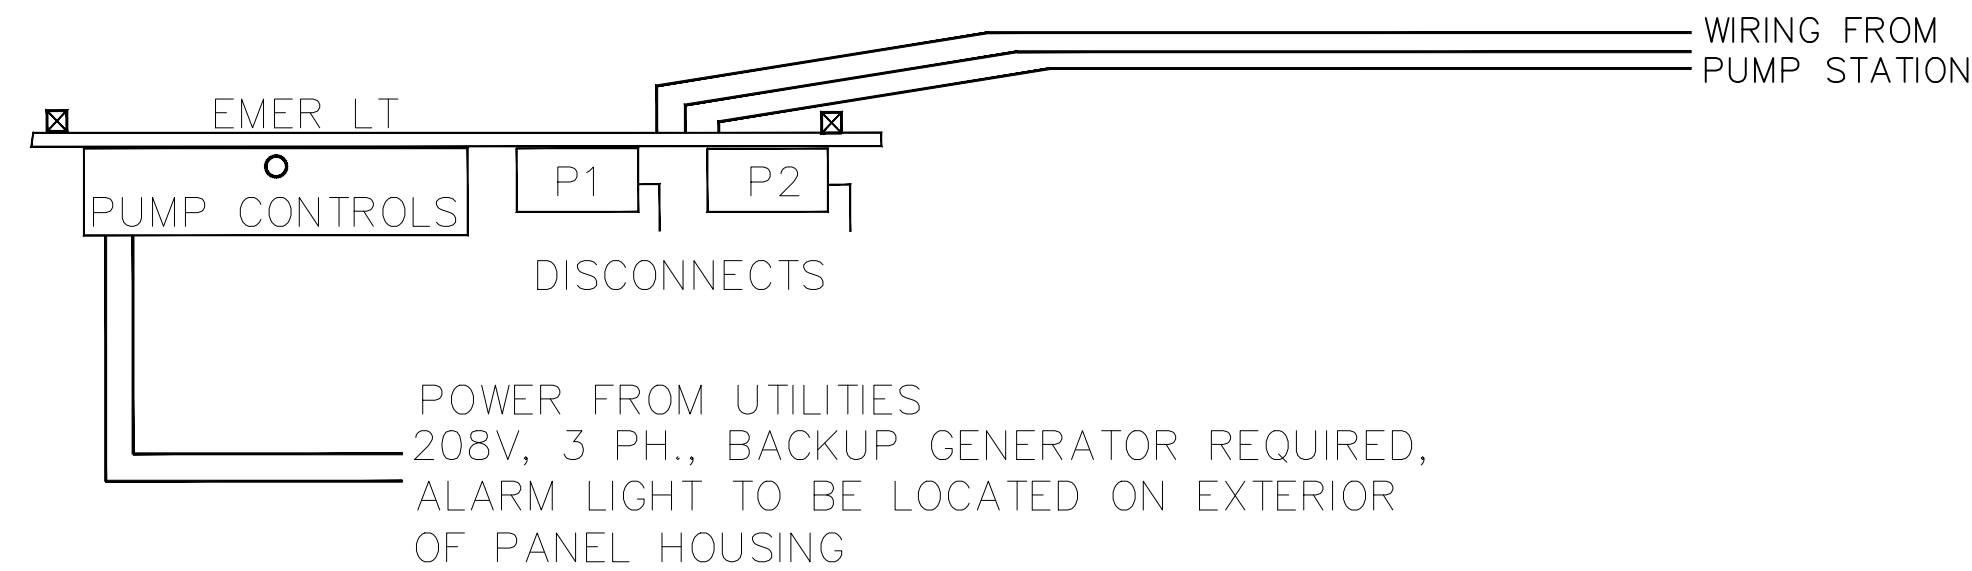 WIRING FROM
PUMP STATION
EMER LT
P1
P2
PUMP CONTROLS
DISCONNECTS
POWER FROM UTILITIES
208V, 3 PH., BACKUP GENERATOR REQUIRED,
ALARM LIGHT TO BE LOCATED ON EXTERIOR
OF PANEL HOUSING